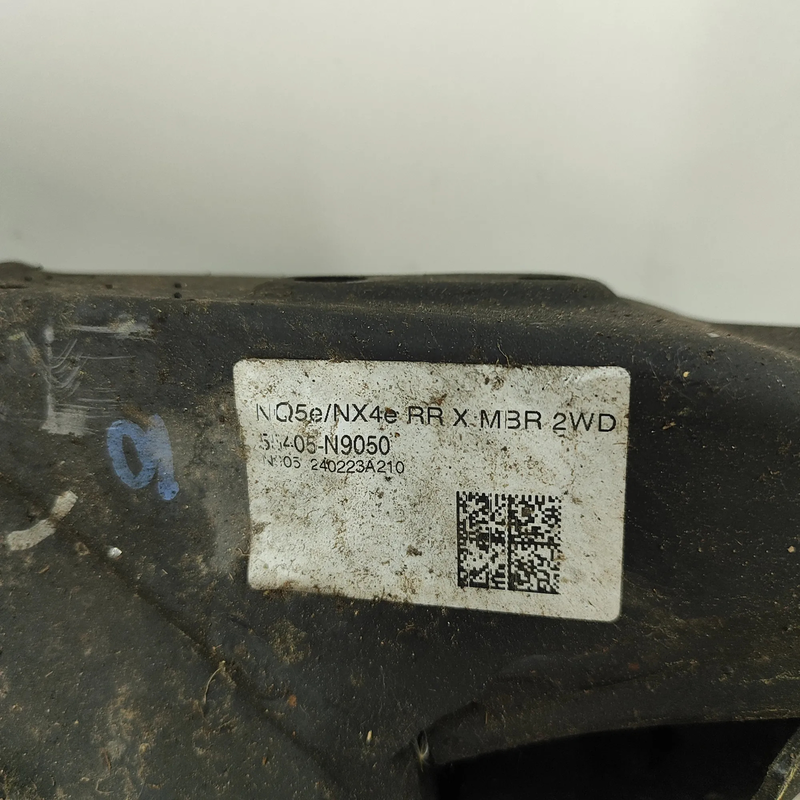 NQ5e/NX4e RR X MBR 2WD
55405-N9050
240223A210